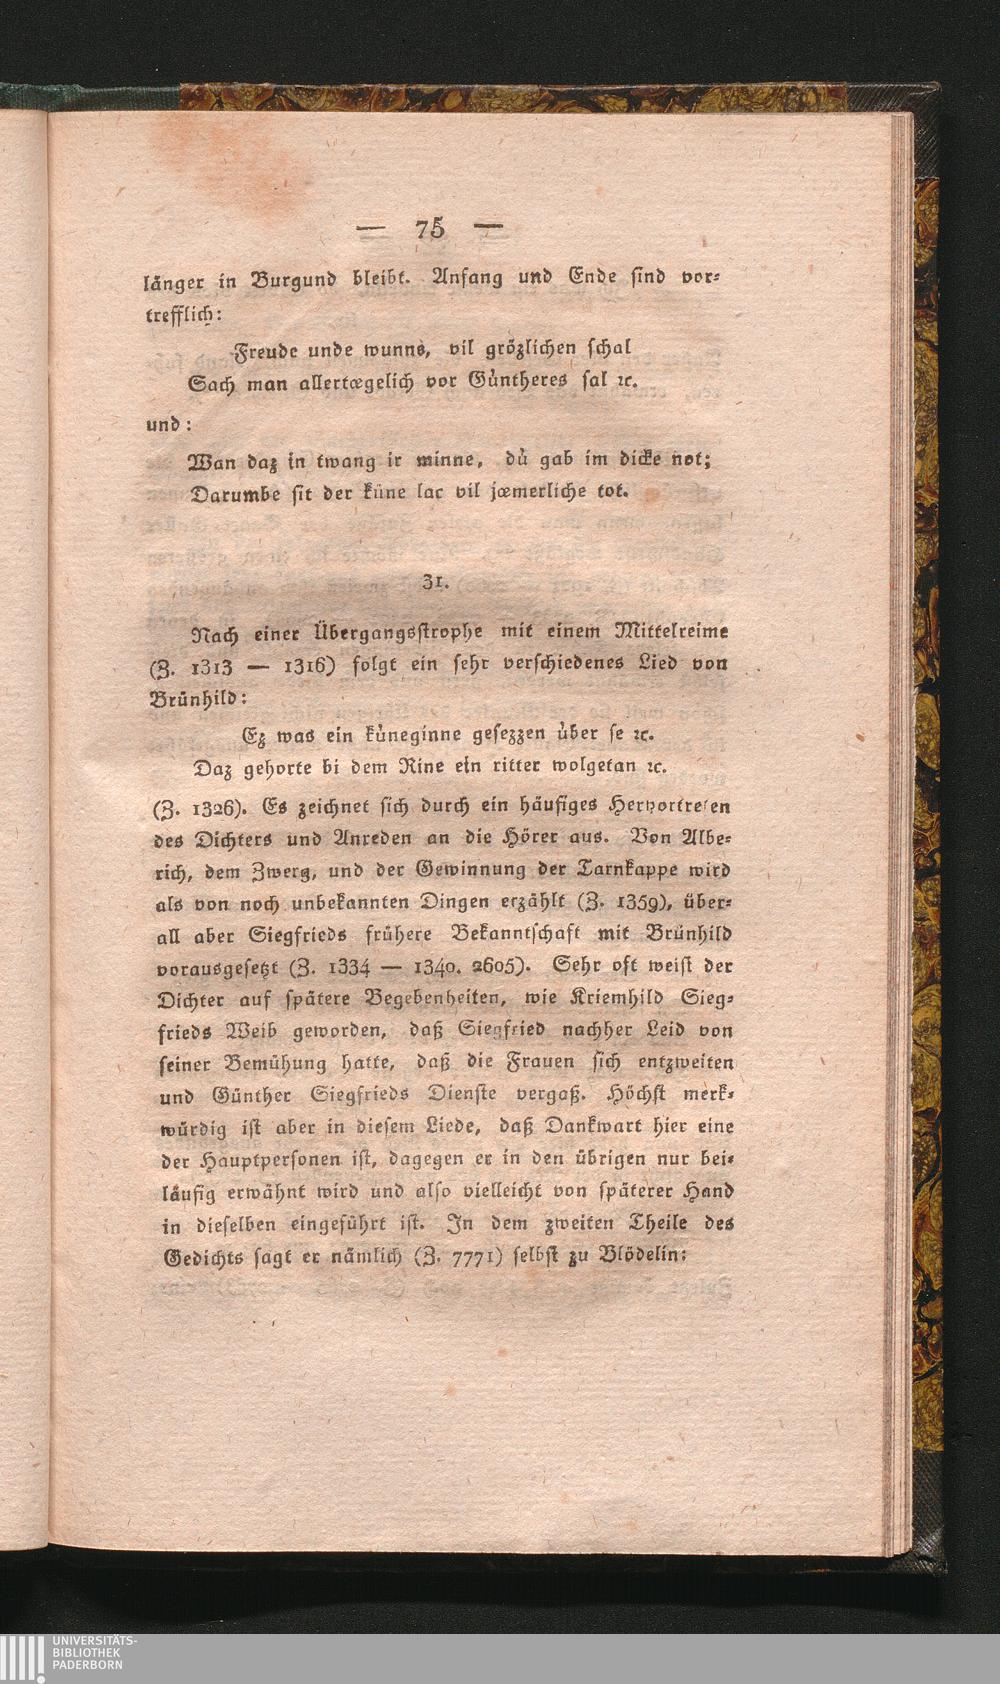 — 75 —
länger in Burgund bleibt. Anfang und Ende sind vor-
trefflich:
Freude unde wunne, vil grözlichen schal
Sach man allertægelich vor Gůntheres sal ꝛc.
und:
Wan daz in twang ir minne, dů gab im dicke not;
Darumbe sit der küne lac vil jæmerliche tot.
31.
Nach einer Übergangsstrophe mit einem Mittelreime
(Z. 1313 — 1316) folgt ein sehr verschiedenes Lied von
Brünhild:
Ez was ein kůneginne gesezzen ůber se ꝛc.
Daz gehorte bi dem Rine ein ritter wolgetan ꝛc.
(Z. 1326). Es zeichnet sich durch ein häufiges Hervortreten
des Dichters und Anreden an die Hörer aus. Von Albe-
rich, dem Zwerg, und der Gewinnung der Tarnkappe wird
als von noch unbekannten Dingen erzählt (Z. 1359), über-
all aber Siegfrieds frühere Bekanntschaft mit Brünhild
vorausgesetzt (Z. 1334 — 1340. 2605). Sehr oft weist der
Dichter auf spätere Begebenheiten, wie Kriemhild Sieg-
frieds Weib geworden, daß Siegfried nachher Leid von
seiner Bemühung hatte, daß die Frauen sich entzweiten
und Günther Siegfrieds Dienste vergaß. Höchst merk-
würdig ist aber in diesem Liede, daß Dankwart hier eine
der Hauptpersonen ist, dagegen er in den übrigen nur bei-
läufig erwähnt wird und also vielleicht von späterer Hand
in dieselben eingeführt ist. In dem zweiten Theile des
Gedichts sagt er nämlich (Z. 7771) selbst zu Blödelin:
UNIVERSITÄTS-
BIBLIOTHEK
PADERBORN